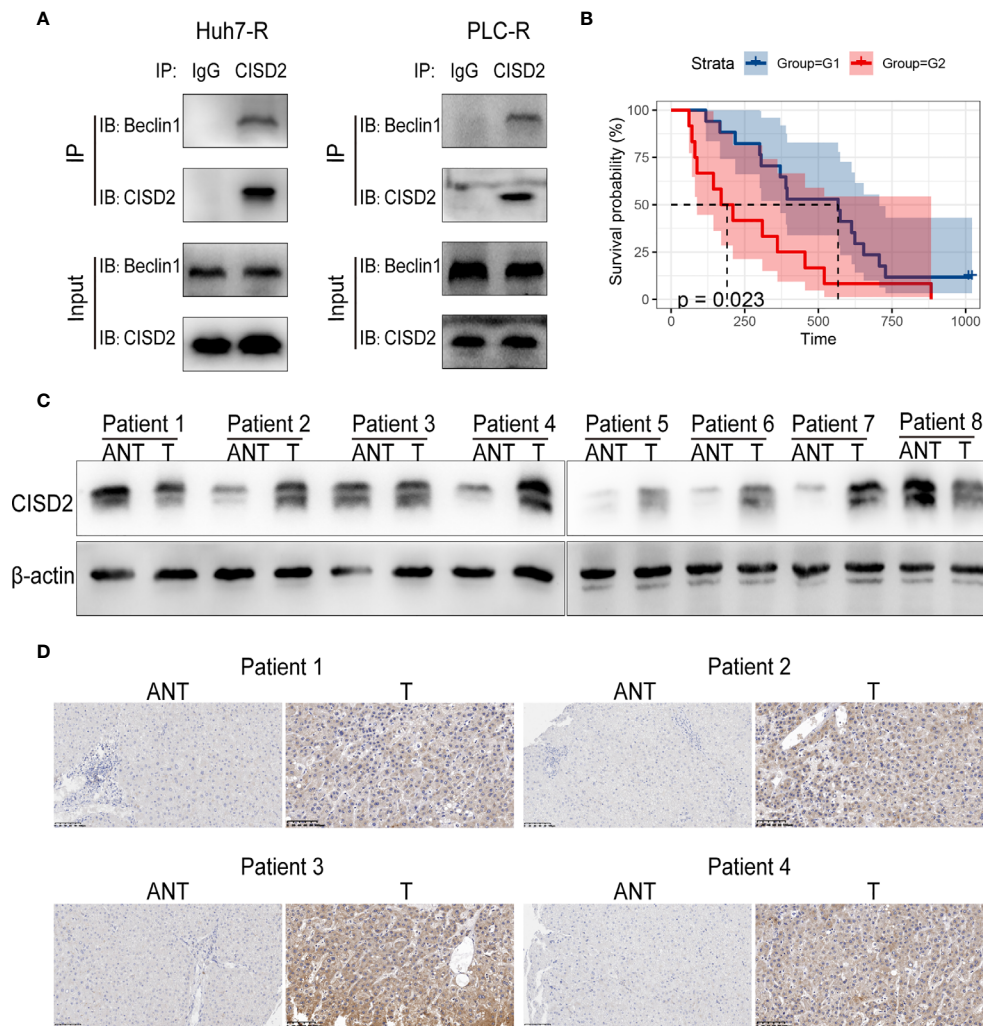 A
Huh7-R
PLC-R
IP: IgG CISD2
IP: IgG CISD2
IP
IB: Beclin1
IB: CISD2
Input
IB: Beclin1
IB: CISD2
IP
IB: Beclin1
IB: CISD2
Input
IB: Beclin1
IB: CISD2
B
Strata Group=G1 Group=G2
Survival probability (%)
100
75
50
25
0
p = 0.023
0 250 500 750 1000
Time
C
Patient 1 Patient 2 Patient 3 Patient 4 Patient 5 Patient 6 Patient 7 Patient 8
ANT T ANT T ANT T ANT T ANT T ANT T ANT T ANT T
CISD2
β-actin
D
Patient 1 Patient 2
ANT T ANT T
Patient 3 Patient 4
ANT T ANT T